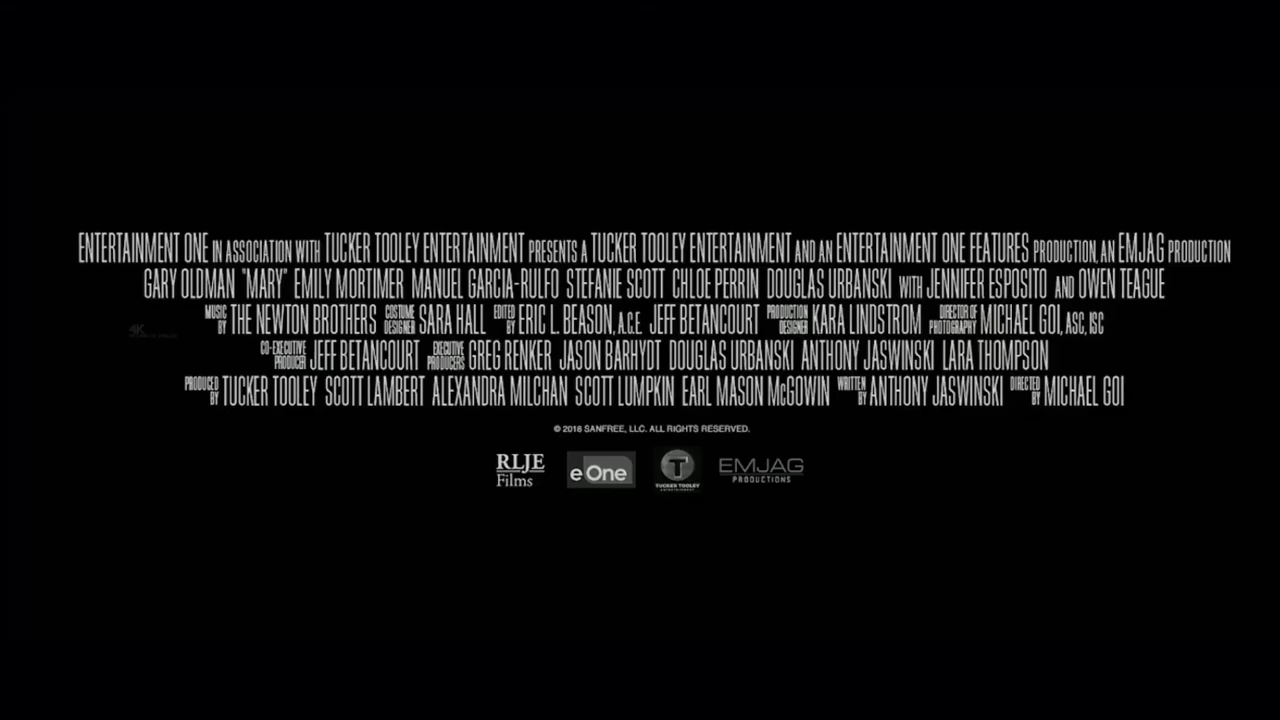 ENTERTAINMENT ONE IN ASSOCIATION WITH TUCKER TOOLEY ENTERTAINMENT PRESENTS A TUCKER TOOLEY ENTERTAINMENT AND AN ENTERTAINMENT ONE FEATURES PRODUCTION, AN EMJAG PRODUCTION
GARY OLDMAN "MARY" EMILY MORTIMER MANUEL GARCIA-RULFO STEFANIE SCOTT CHLOE PERRIN DOUGLAS URBANSKI WITH JENNIFER ESPOSITO AND OWEN TEAGUE
MUSIC BY THE NEWTON BROTHERS COSTUME DESIGNER SARA HALL EDITED BY ERIC L. BEASON, A.C.E. JEFF BETANCOURT PRODUCTION DESIGNER KARA LINDSTROM DIRECTOR OF PHOTOGRAPHY MICHAEL GOI, ASC, ISC
CO-EXECUTIVE PRODUCER JEFF BETANCOURT EXECUTIVE PRODUCERS GREG RENKER JASON BARHYDT DOUGLAS URBANSKI ANTHONY JASWINSKI LARA THOMPSON
PRODUCED BY TUCKER TOOLEY SCOTT LAMBERT ALEXANDRA MILCHAN SCOTT LUMPKIN EARL MASON McGOWIN WRITTEN BY ANTHONY JASWINSKI DIRECTED BY MICHAEL GOI
© 2018 SANFREE, LLC. ALL RIGHTS RESERVED.
RLJE Films
eOne
T TUCKER TOOLEY ENTERTAINMENT
EMJAG PRODUCTIONS
4K